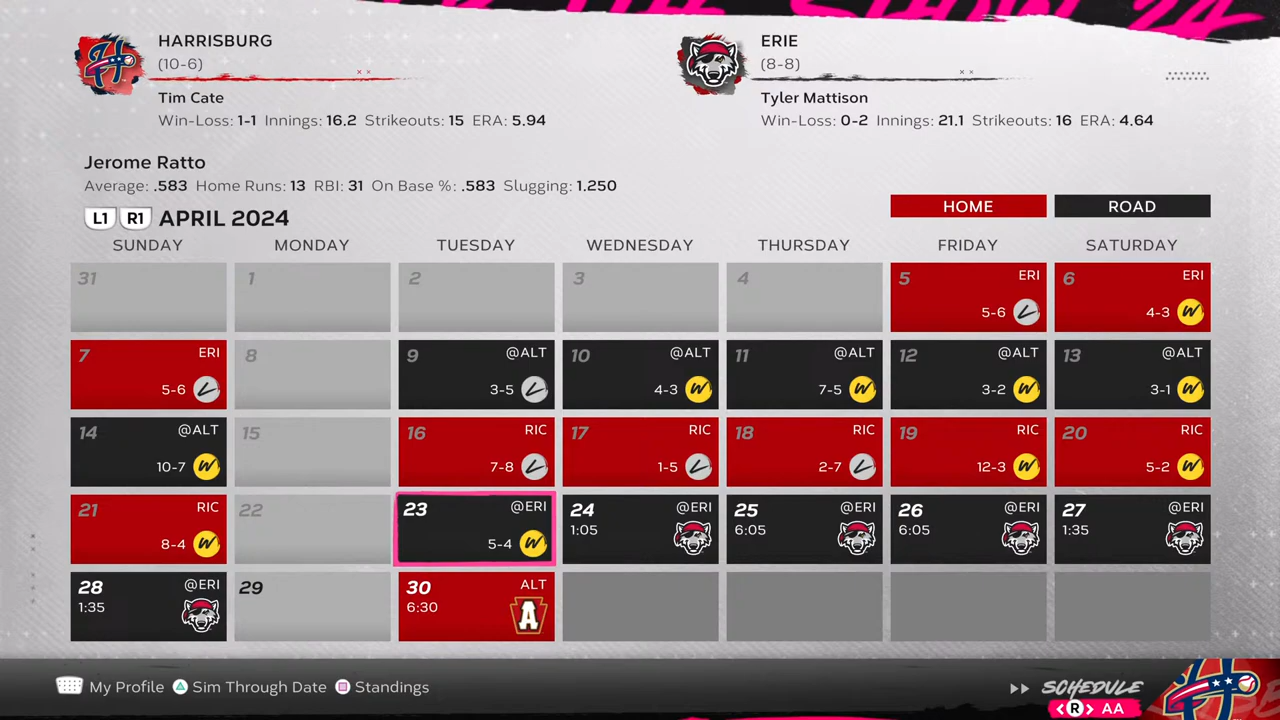 THE SHOW 24
HARRISBURG
(10-6)
Tim Cate
Win-Loss: 1-1 Innings: 16.2 Strikeouts: 15 ERA: 5.94
ERIE
(8-8)
Tyler Mattison
Win-Loss: 0-2 Innings: 21.1 Strikeouts: 16 ERA: 4.64
Jerome Ratto
Average: .583 Home Runs: 13 RBI: 31 On Base %: .583 Slugging: 1.250
L1 R1 APRIL 2024
HOME ROAD
SUNDAY MONDAY TUESDAY WEDNESDAY THURSDAY FRIDAY SATURDAY
31 1 2 3 4 5 ERI 6 ERI
5-6 L 4-3 W
7 ERI 8 9 @ALT 10 @ALT 11 @ALT 12 @ALT 13 @ALT
5-6 L 3-5 L 4-3 W 7-5 W 3-2 W 3-1 W
14 @ALT 15 16 RIC 17 RIC 18 RIC 19 RIC 20 RIC
10-7 W 7-8 L 1-5 L 2-7 L 12-3 W 5-2 W
21 RIC 22 23 @ERI 24 @ERI 25 @ERI 26 @ERI 27 @ERI
8-4 W 5-4 W 1:05 6:05 6:05 1:35
28 @ERI 29 30 ALT
1:35 6:30 A
My Profile Sim Through Date Standings
SCHEDULE
R AA